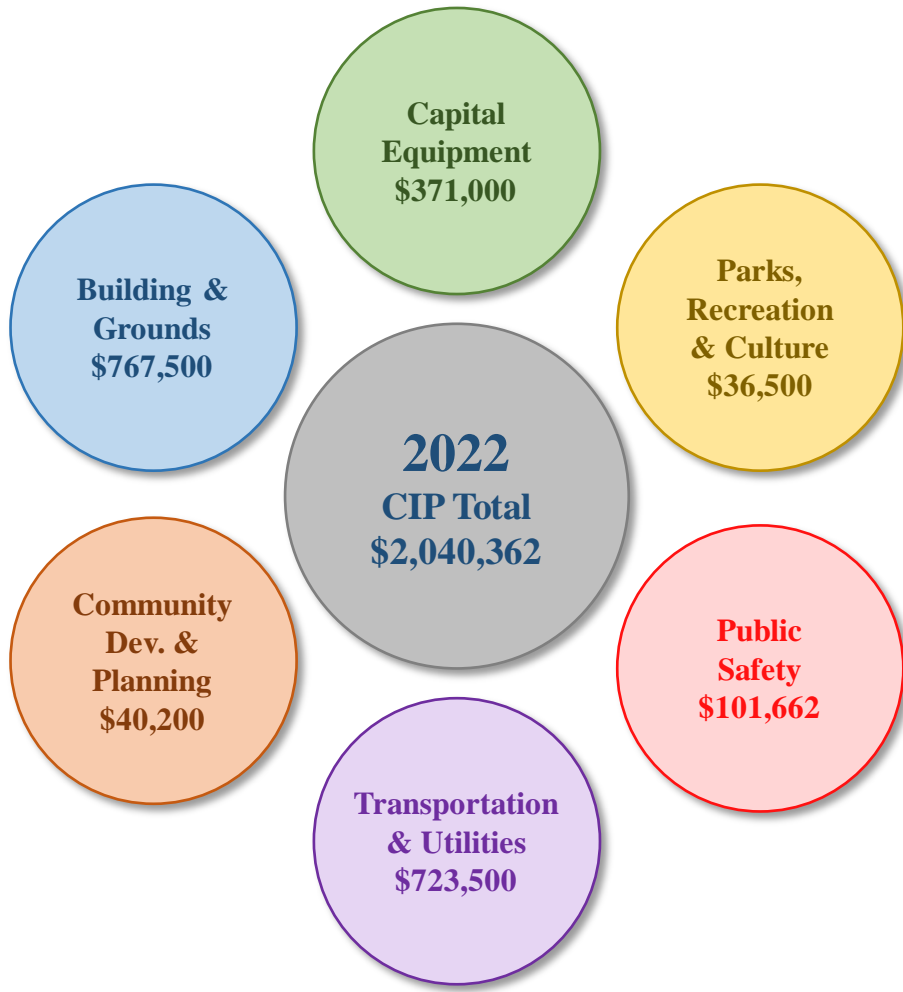 Capital
Equipment
$371,000
Building &
Grounds
$767,500
Parks,
Recreation
& Culture
$36,500
2022
CIP Total
$2,040,362
Community
Dev. &
Planning
$40,200
Public
Safety
$101,662
Transportation
& Utilities
$723,500